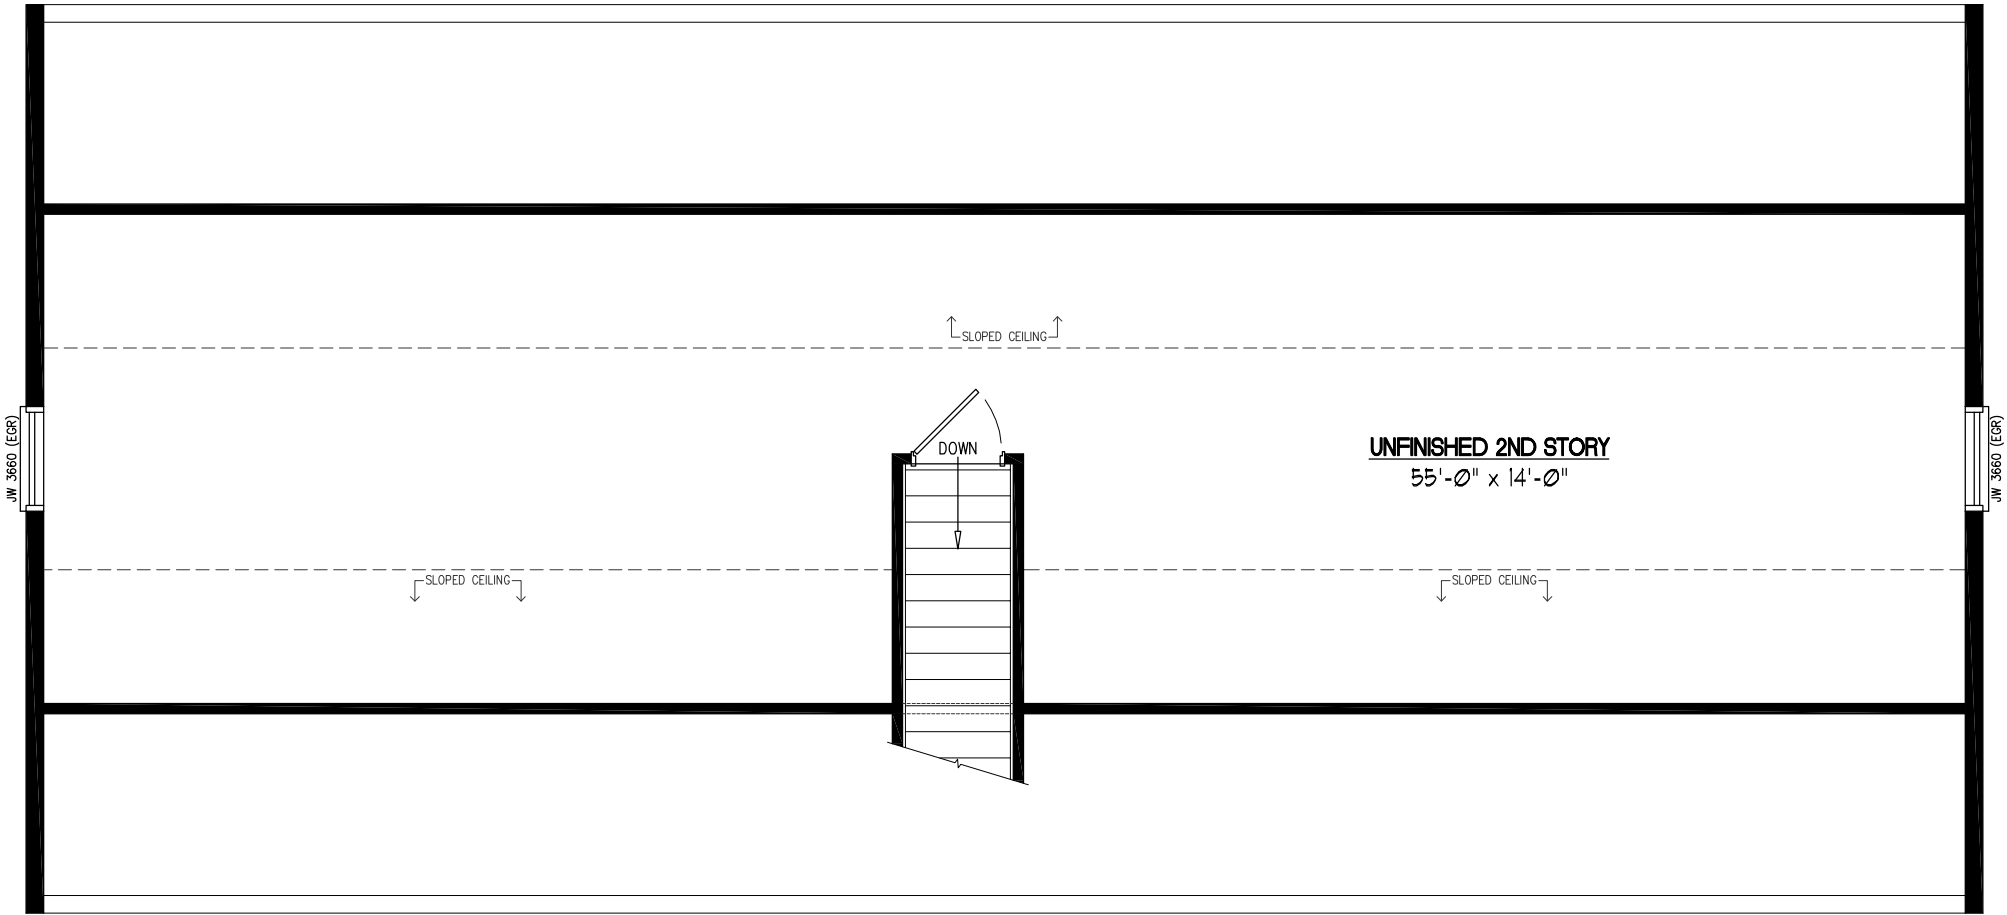 SLOPED CEILING
JW 3660 (EGR)
DOWN
UNFINISHED 2ND STORY
55'-0" x 14'-0"
JW 3660 (EGR)
SLOPED CEILING
SLOPED CEILING